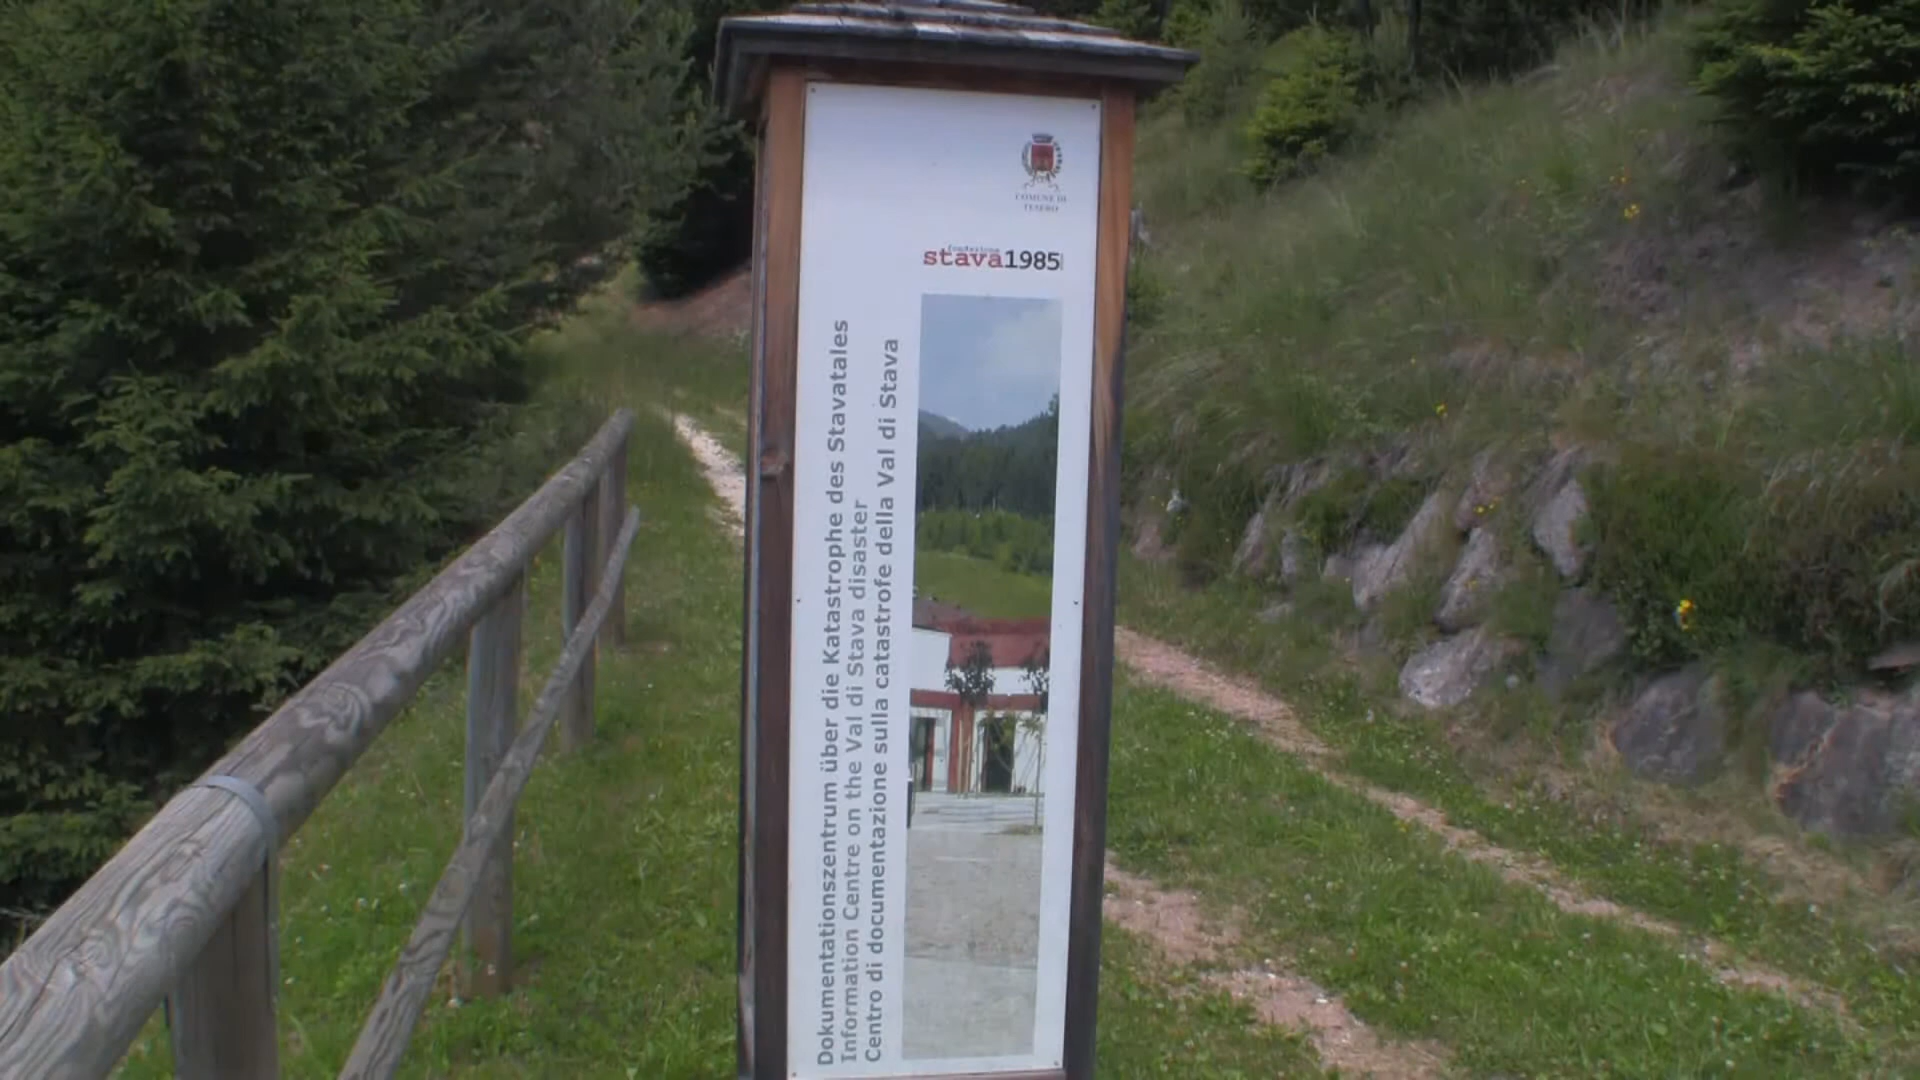 COMUNE DI
TESERO
fondazione
stava1985
Dokumentationszentrum über die Katastrophe des Stavatales
Information Centre on the Val di Stava disaster
Centro di documentazione sulla catastrofe della Val di Stava